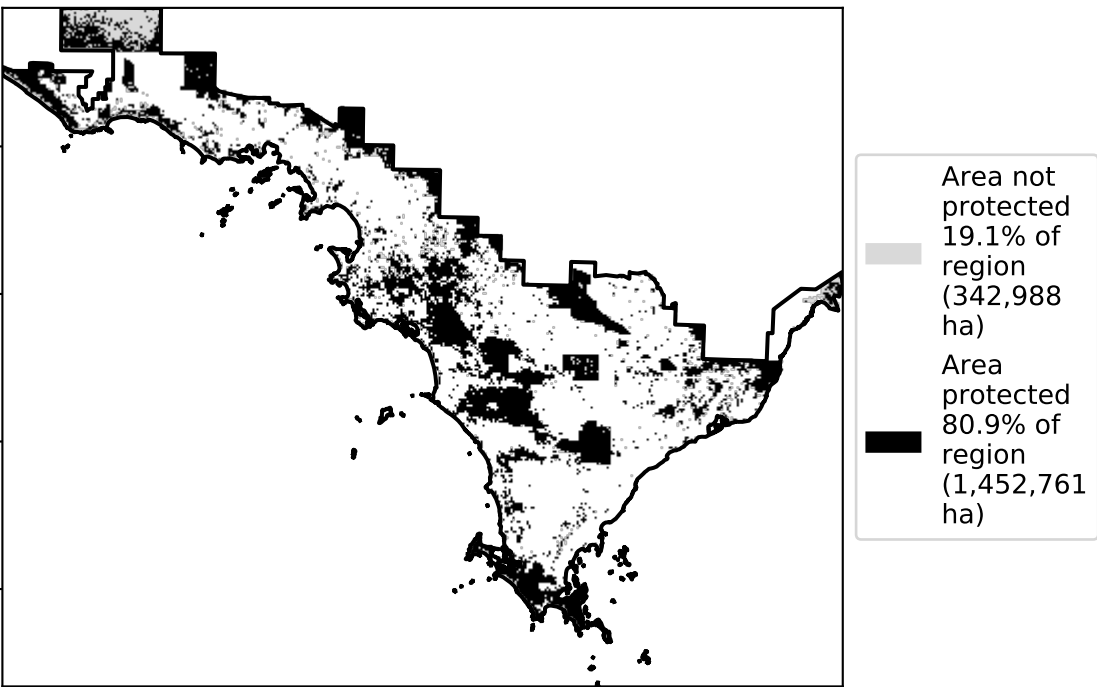 Area not
protected
19.1% of
region
(342,988
ha)
Area
protected
80.9% of
region
(1,452,761
ha)